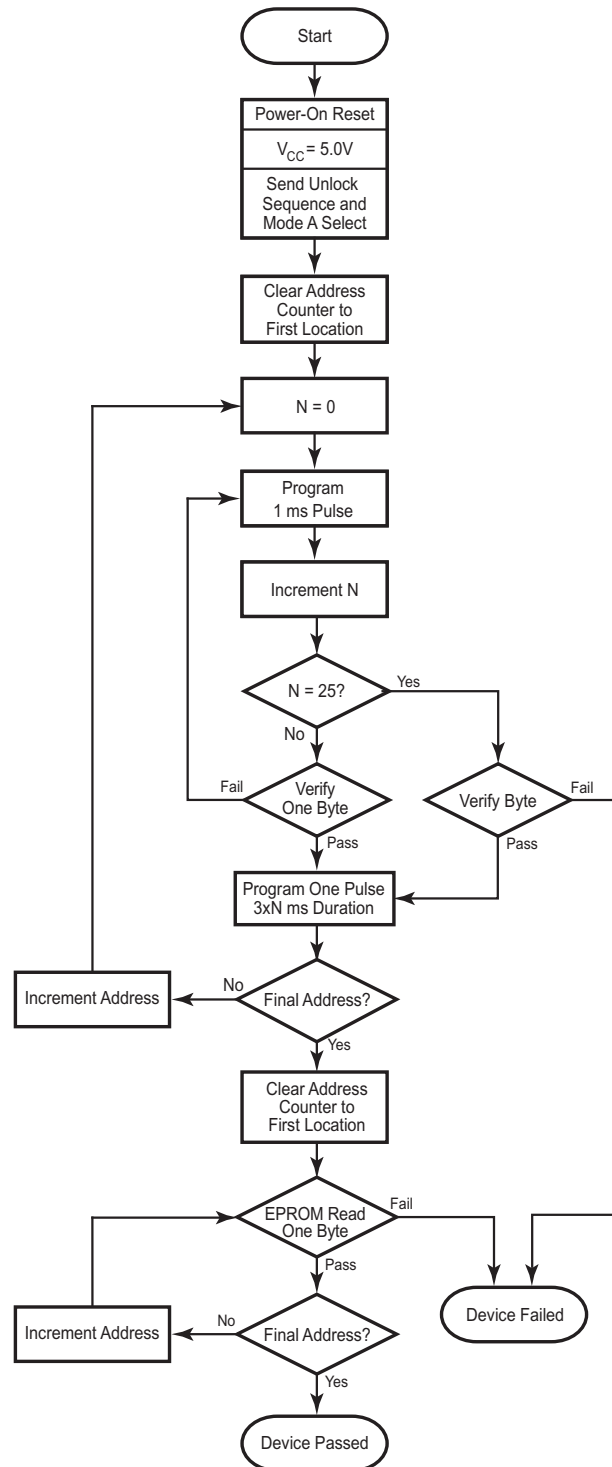 Start
Power-On Reset
VCC = 5.0V
Send Unlock
Sequence and
Mode A Select
Clear Address
Counter to
First Location
N = 0
Program
1 ms Pulse
Increment N
N = 25?
Yes
No
Fail
Verify
One Byte
Verify Byte
Fail
Pass
Pass
Program One Pulse
3xN ms Duration
Increment Address
No
Final Address?
Yes
Clear Address
Counter to
First Location
EPROM Read
One Byte
Fail
Pass
Increment Address
No
Final Address?
Device Failed
Yes
Device Passed